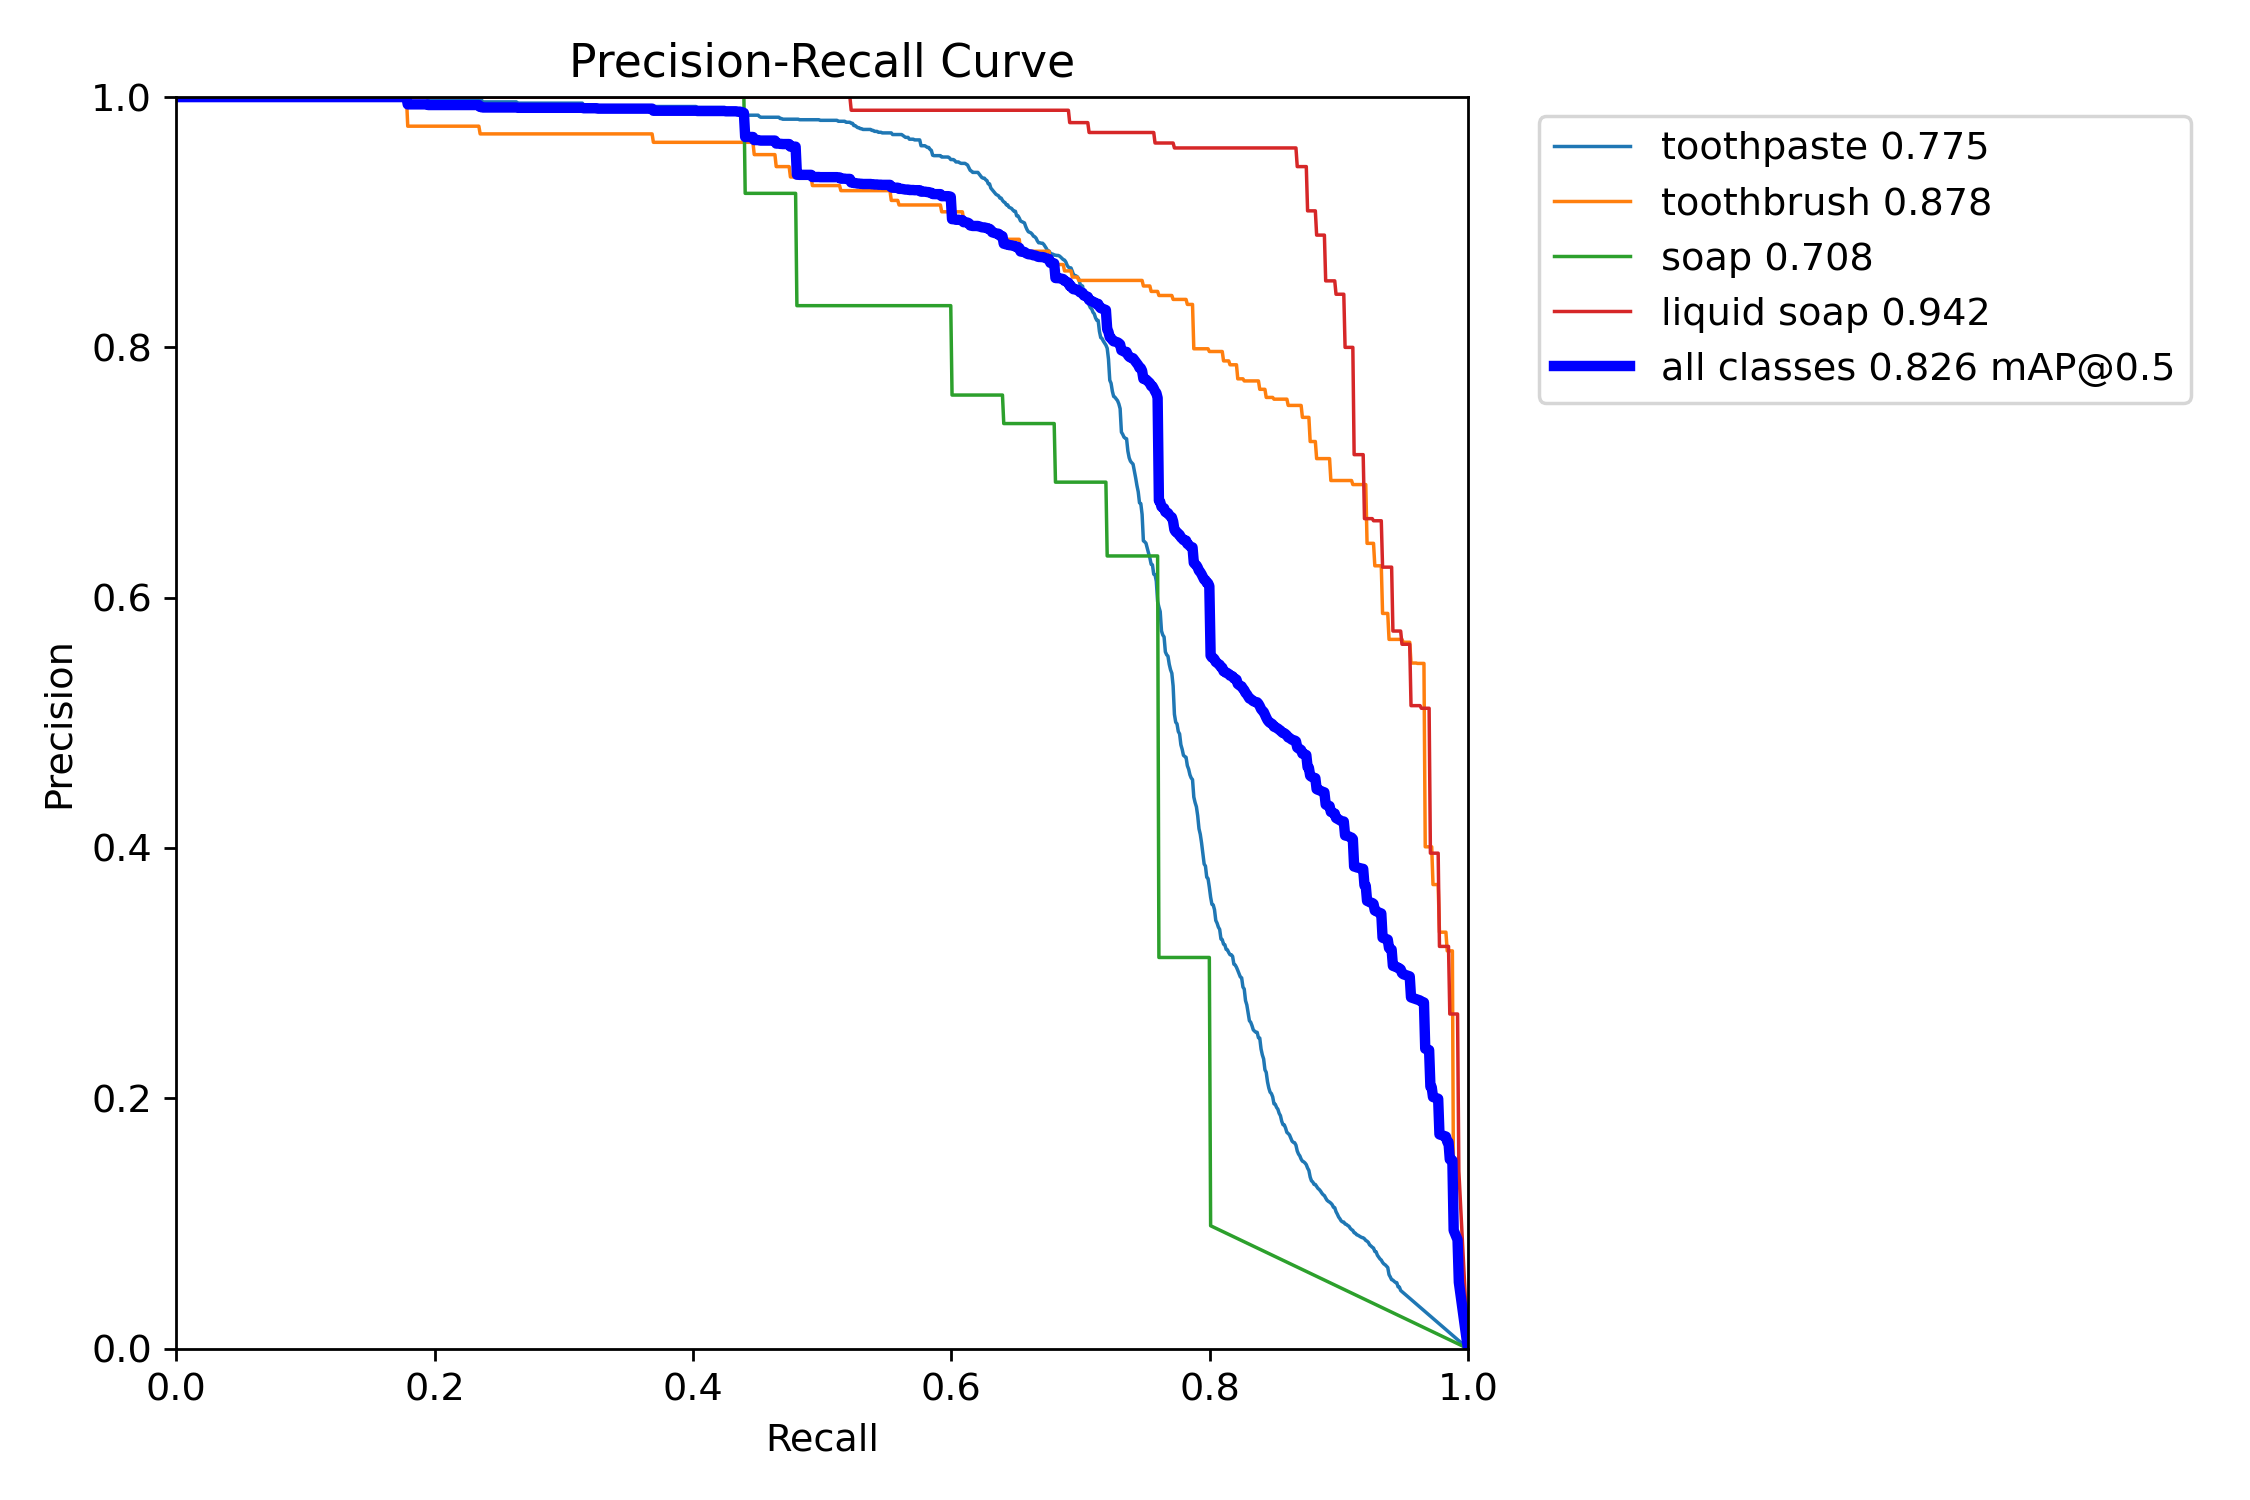 Precision-Recall Curve
1.0
0.8
0.6
0.4
0.2
0.0
Precision
0.0 0.2 0.4 0.6 0.8 1.0
Recall
toothpaste 0.775
toothbrush 0.878
soap 0.708
liquid soap 0.942
all classes 0.826 mAP@0.5